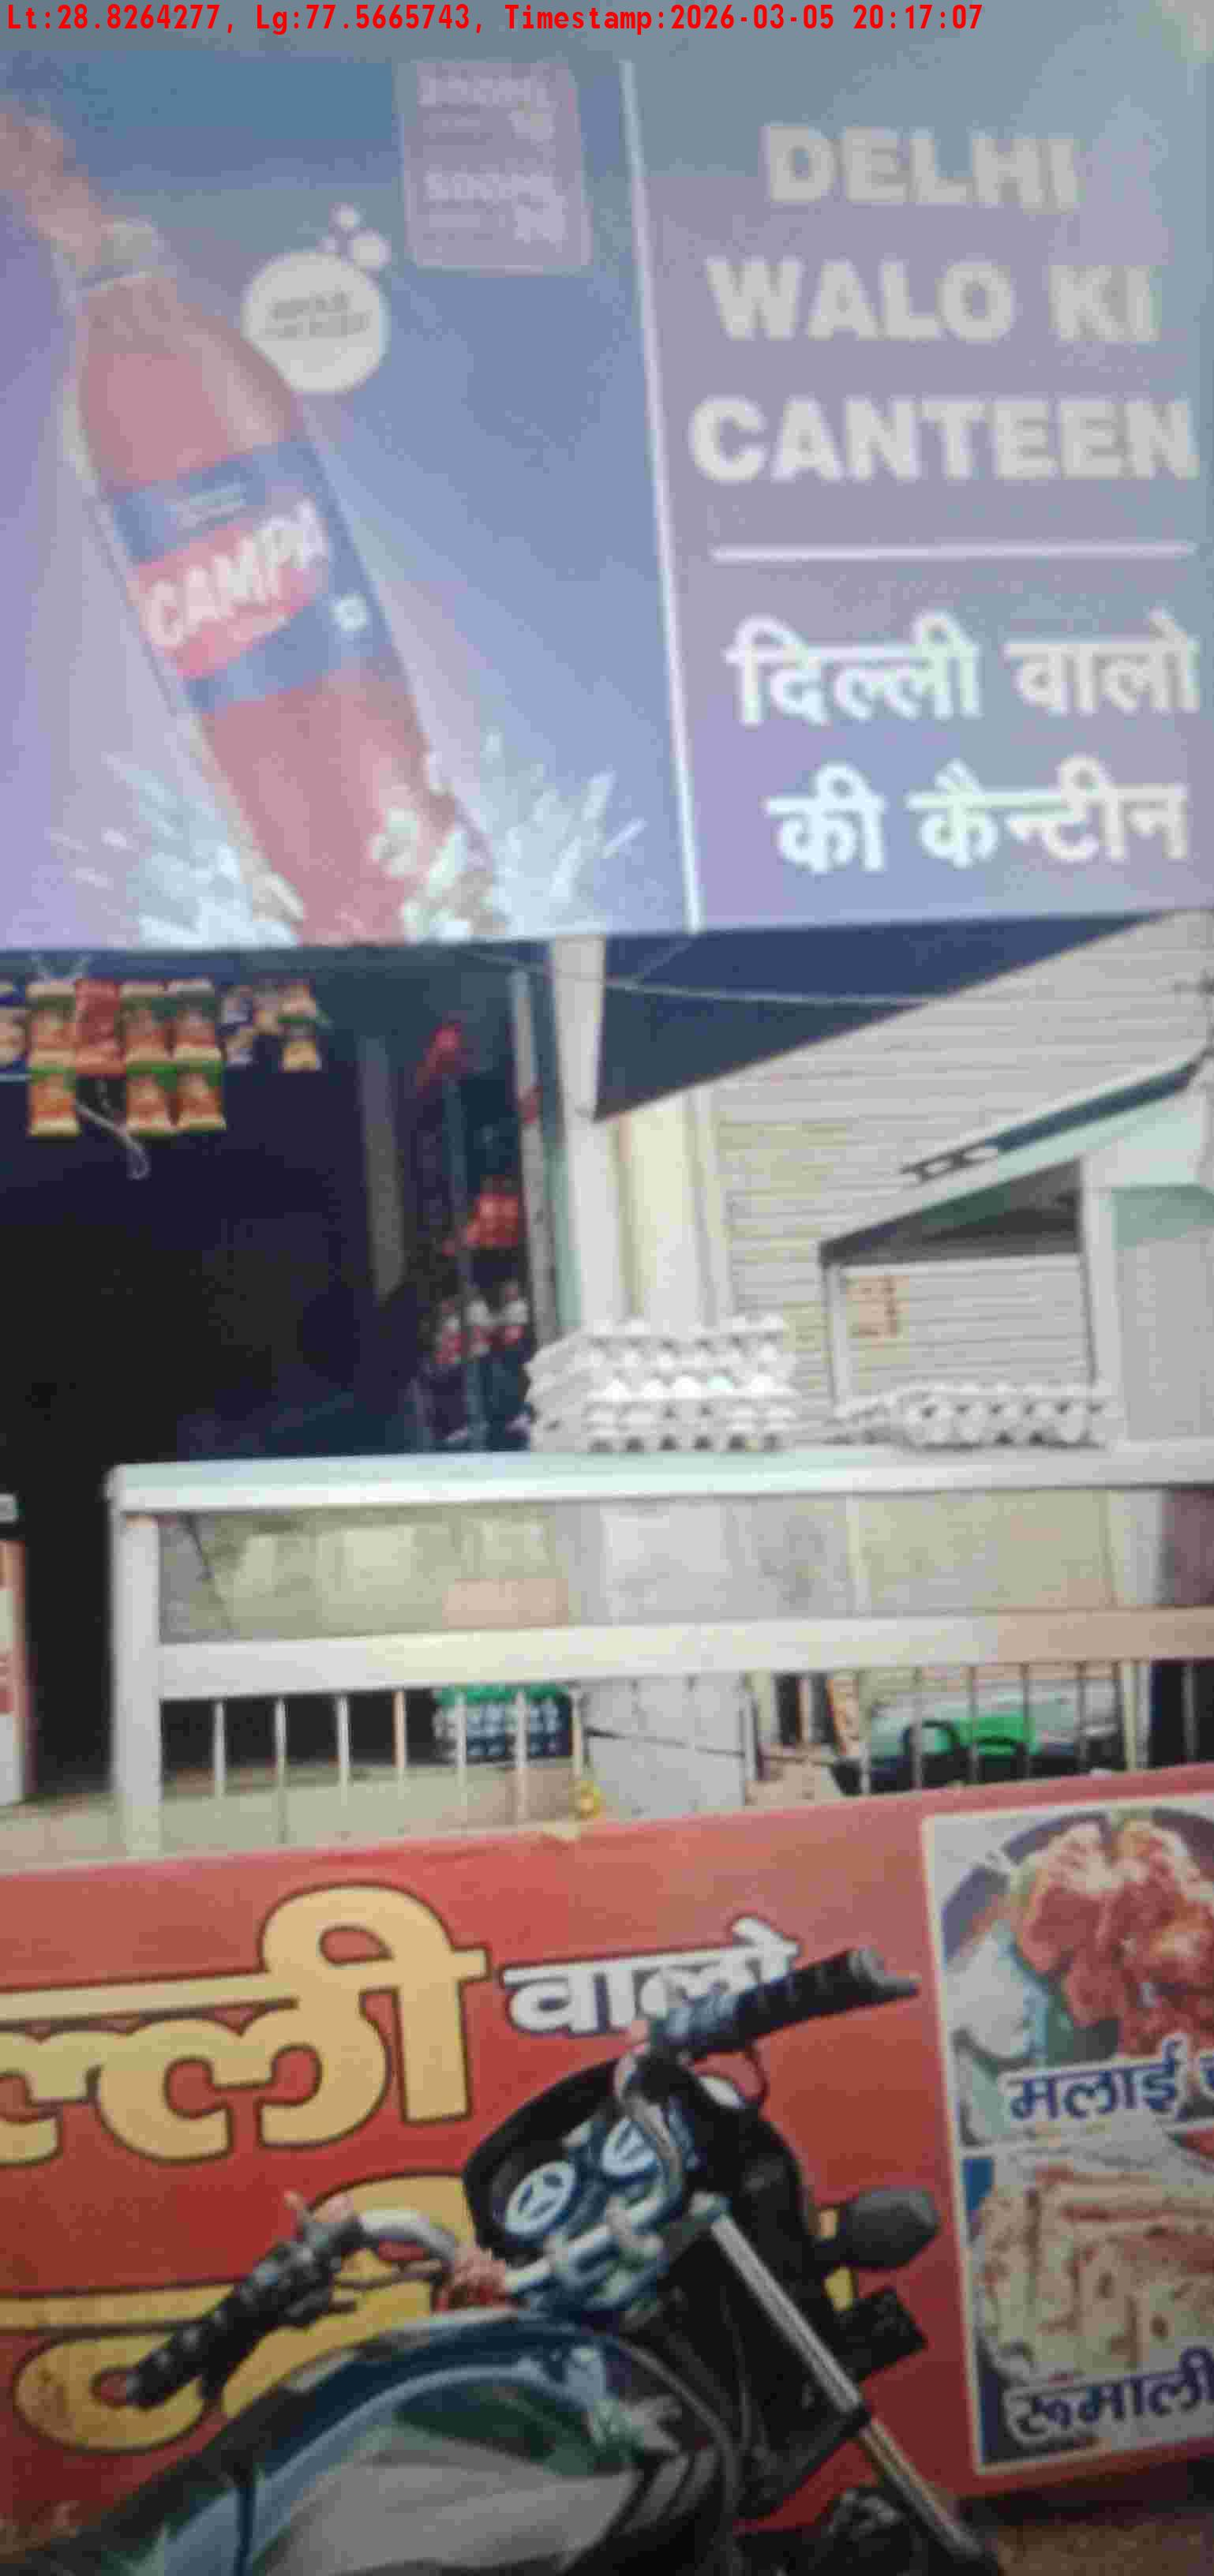 Lt:28.8264277, Lg:77.5665743, Timestamp:2026-03-05 20:17:07
500ML
CAMPA
DELHI
WALO KI
CANTEEN
दिल्ली वालो
की कैन्टीन
ल्ली वालो
मलाई
रूमाली